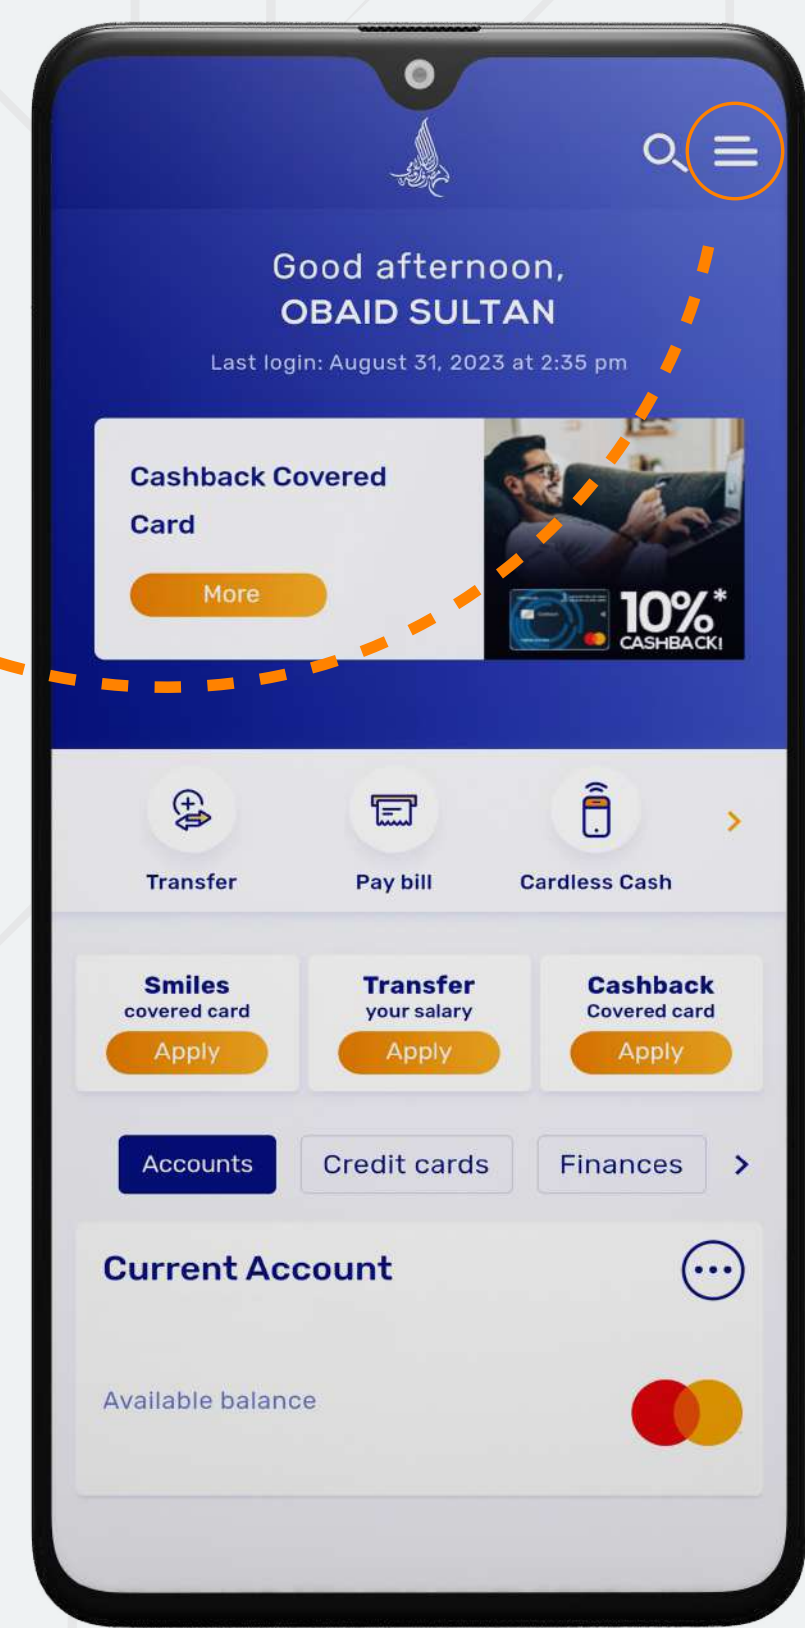 Good afternoon,
OBAID SULTAN
Last login: August 31, 2023 at 2:35 pm
Cashback Covered
Card
More
10%*
CASHBACK!
Transfer
Pay bill
Cardless Cash
Smiles
covered card
Apply
Transfer
your salary
Apply
Cashback
Covered card
Apply
Accounts
Credit cards
Finances
Current Account
Available balance